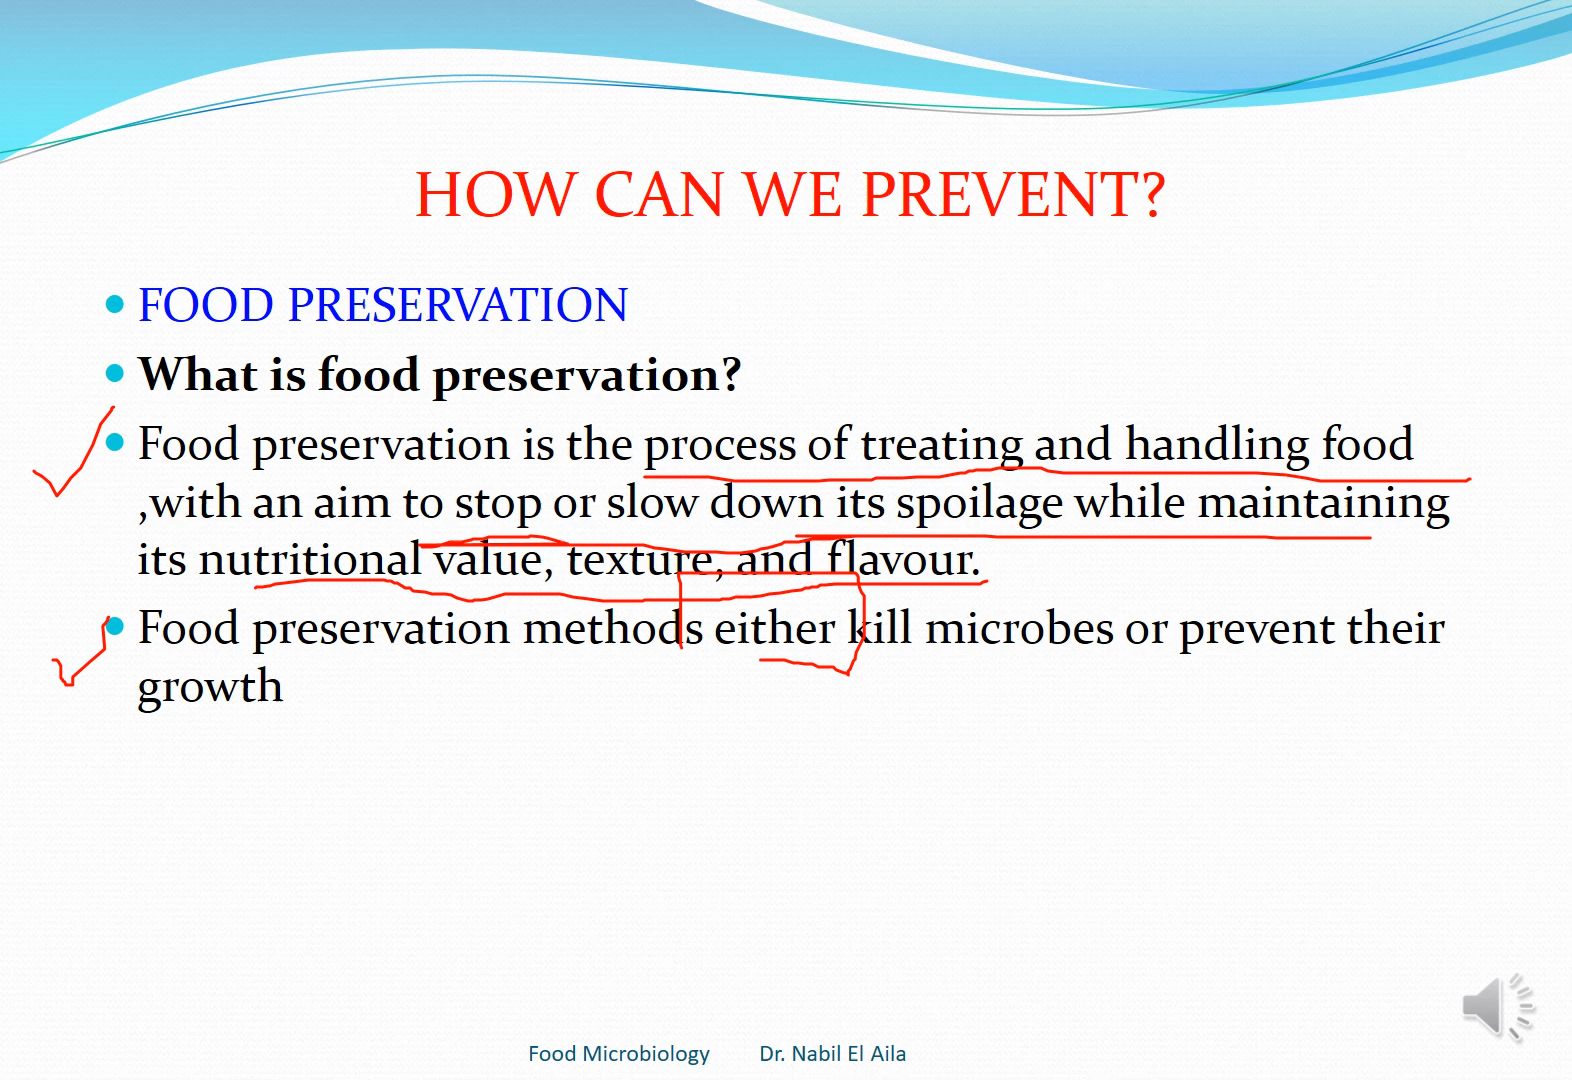 HOW CAN WE PREVENT?
FOOD PRESERVATION
What is food preservation?
Food preservation is the process of treating and handling food
,with an aim to stop or slow down its spoilage while maintaining
its nutritional value, texture, and flavour.
Food preservation methods either kill microbes or prevent their
growth
Food Microbiology Dr. Nabil El Aila